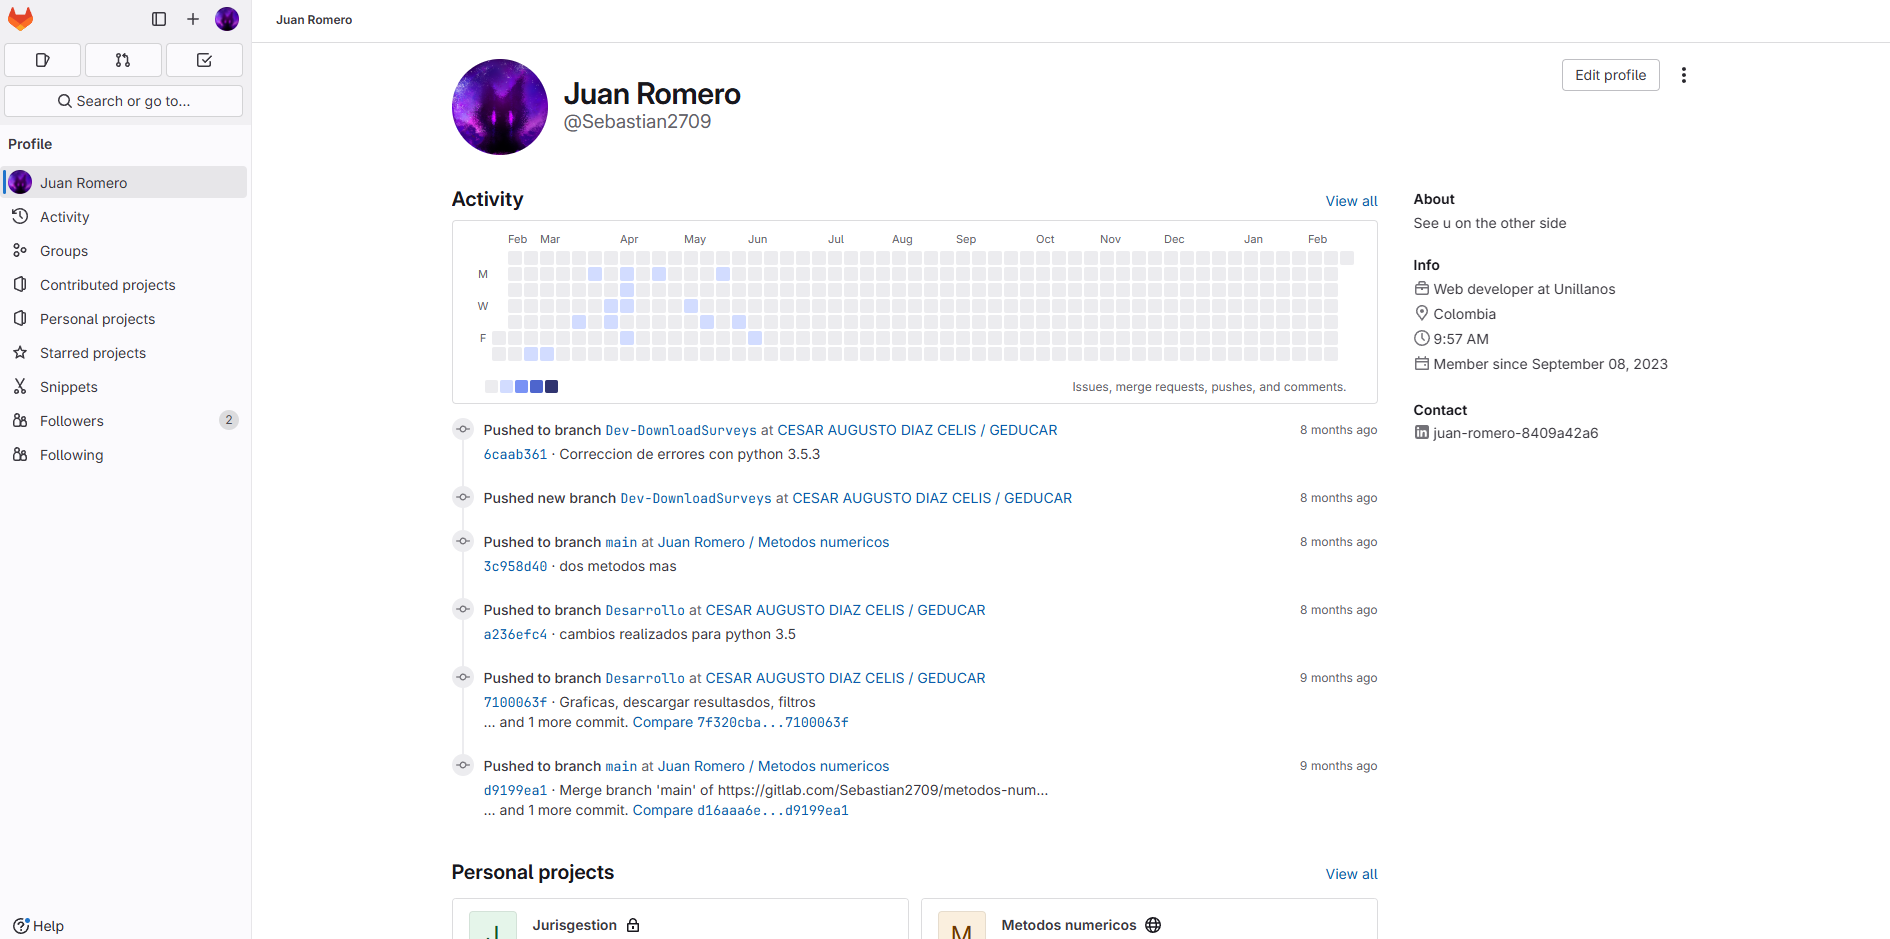 Juan Romero
Search or go to...
Profile
Juan Romero
Activity
Groups
Contributed projects
Personal projects
Starred projects
Snippets
Followers 2
Following
Help
Juan Romero
@Sebastian2709
Edit profile
Activity
View all
Feb Mar Apr May Jun Jul Aug Sep Oct Nov Dec Jan Feb
M
W
F
Issues, merge requests, pushes, and comments.
Pushed to branch Dev-DownloadSurveys at CESAR AUGUSTO DIAZ CELIS / GEDUCAR 8 months ago
6caab361 · Correccion de errores con python 3.5.3
Pushed new branch Dev-DownloadSurveys at CESAR AUGUSTO DIAZ CELIS / GEDUCAR 8 months ago
Pushed to branch main at Juan Romero / Metodos numericos 8 months ago
3c958d40 · dos metodos mas
Pushed to branch Desarrollo at CESAR AUGUSTO DIAZ CELIS / GEDUCAR 8 months ago
a236efc4 · cambios realizados para python 3.5
Pushed to branch Desarrollo at CESAR AUGUSTO DIAZ CELIS / GEDUCAR 9 months ago
7100063f · Graficas, descargar resultasdos, filtros
... and 1 more commit. Compare 7f320cba...7100063f
Pushed to branch main at Juan Romero / Metodos numericos 9 months ago
d9199ea1 · Merge branch 'main' of https://gitlab.com/Sebastian2709/metodos-num...
... and 1 more commit. Compare d16aaa6e...d9199ea1
Personal projects
View all
J
Jurisgestion
M
Metodos numericos
About
See u on the other side
Info
Web developer at Unillanos
Colombia
9:57 AM
Member since September 08, 2023
Contact
juan-romero-8409a42a6